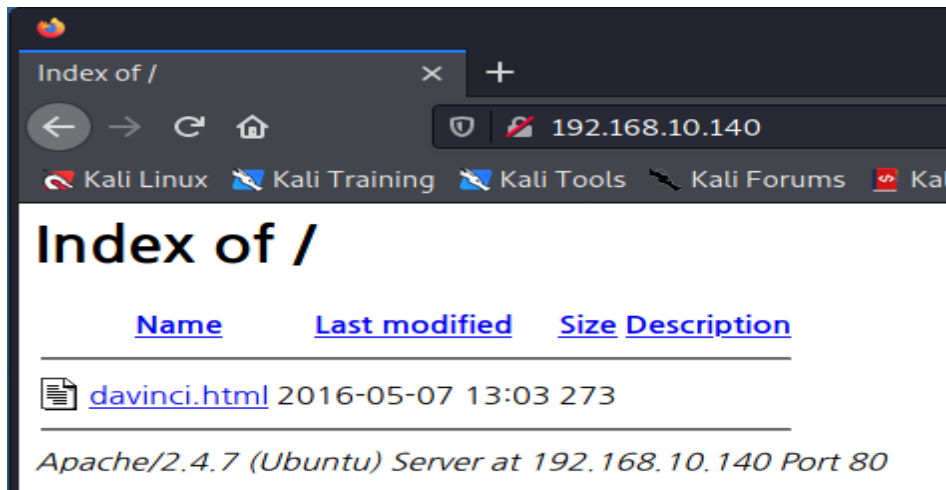 Index of /
192.168.10.140
Kali Linux Kali Training Kali Tools Kali Forums
Index of /
Name Last modified Size Description
davinci.html 2016-05-07 13:03 273
Apache/2.4.7 (Ubuntu) Server at 192.168.10.140 Port 80